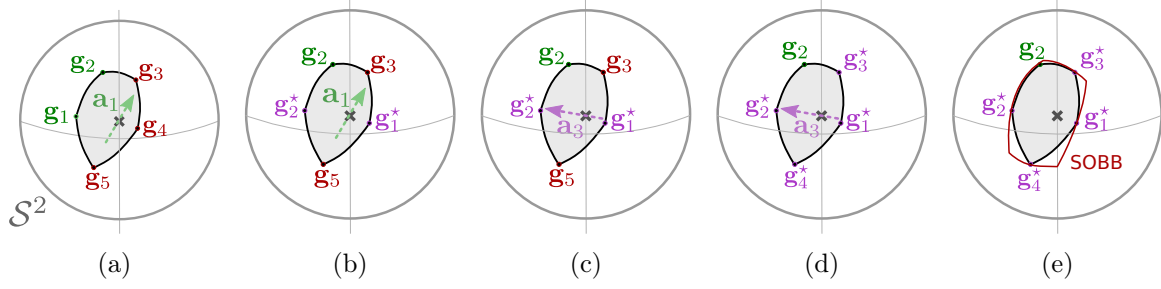 g₂ g₃ a₁ g₁ g₄ g₅ S²
g₂ g₃ a₁ g₂* g₁* g₅
g₂ g₃ g₂* g₁* a₃ g₅
g₂ g₃* g₂* g₁* a₃ g₄*
g₂ g₃* g₂* g₁* SOBB g₄*
(a) (b) (c) (d) (e)